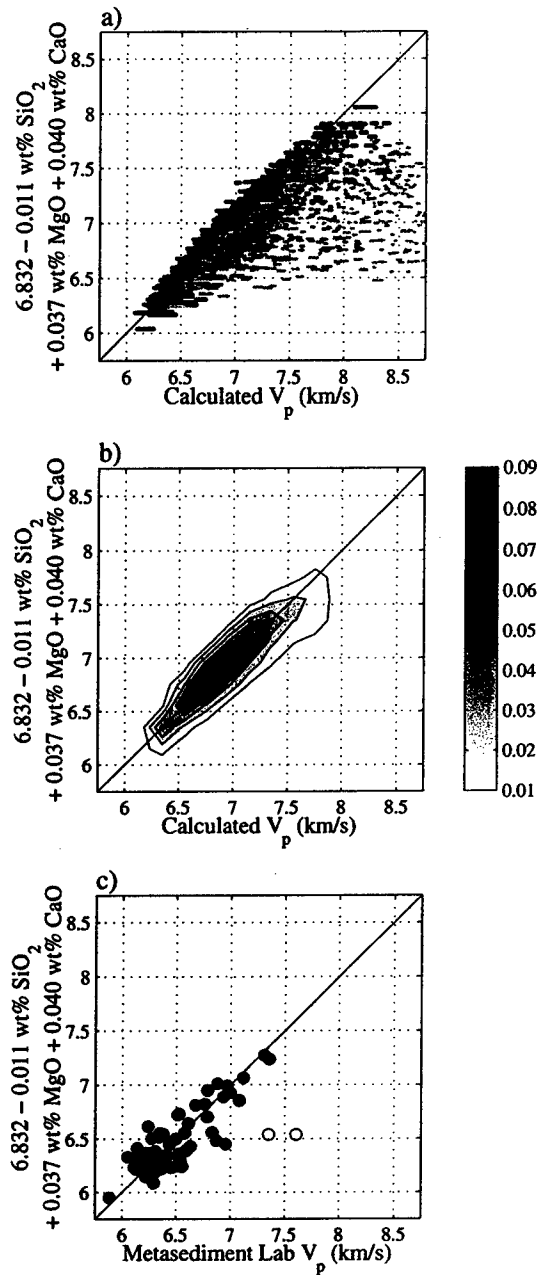 a)
6.832 – 0.011 wt% SiO2
+ 0.037 wt% MgO + 0.040 wt% CaO
8.5
8
7.5
7
6.5
6
6 6.5 7 7.5 8 8.5
Calculated Vp (km/s)
b)
6.832 – 0.011 wt% SiO2
+ 0.037 wt% MgO + 0.040 wt% CaO
8.5
8
7.5
7
6.5
6
6 6.5 7 7.5 8 8.5
Calculated Vp (km/s)
0.09
0.08
0.07
0.06
0.05
0.04
0.03
0.02
0.01
c)
6.832 – 0.011 wt% SiO2
+ 0.037 wt% MgO + 0.040 wt% CaO
8.5
8
7.5
7
6.5
6
6 6.5 7 7.5 8 8.5
Metasediment Lab Vp (km/s)